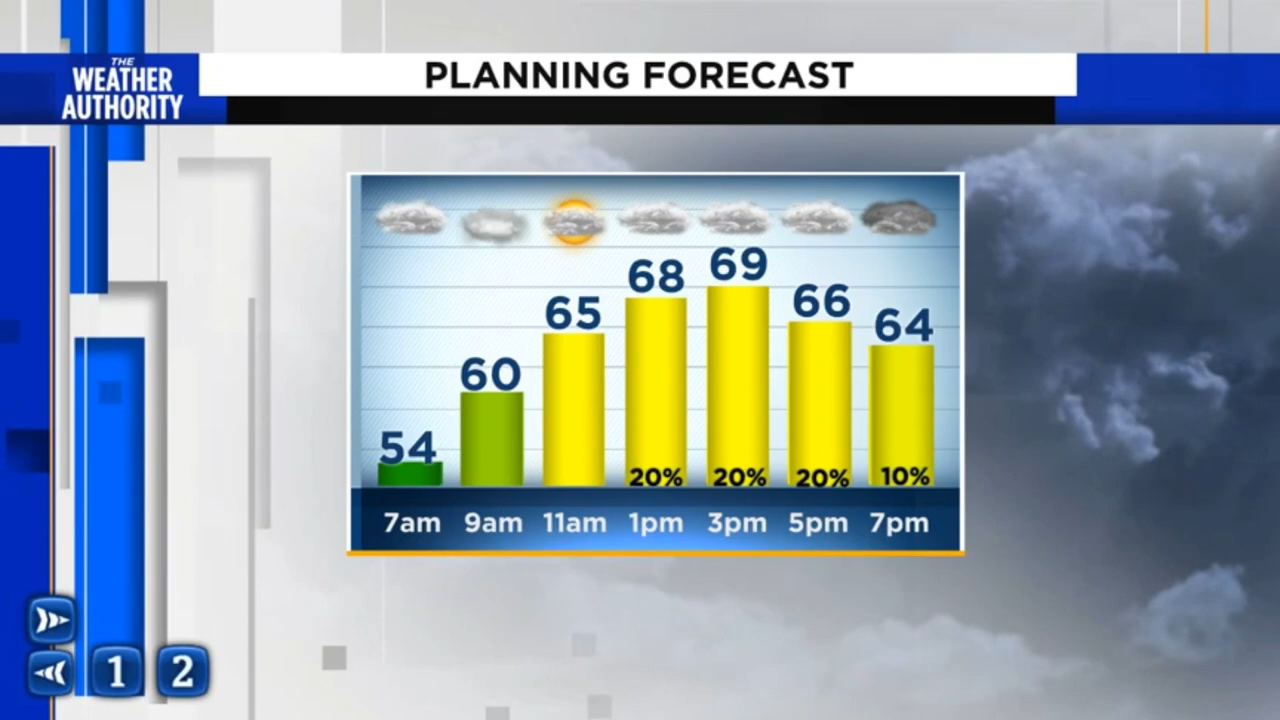 THE
WEATHER
AUTHORITY
PLANNING FORECAST
54 60 65 68 69 66 64
20% 20% 20% 10%
7am 9am 11am 1pm 3pm 5pm 7pm
1 2